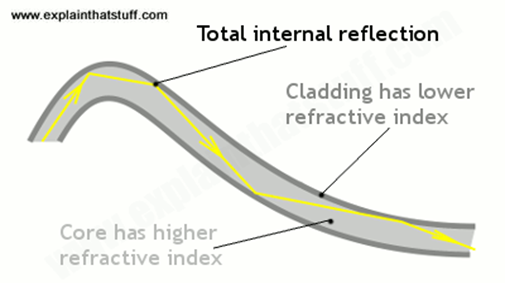 www.explainthatstuff.com
Total internal reflection
Cladding has lower
refractive index
Core has higher
refractive index